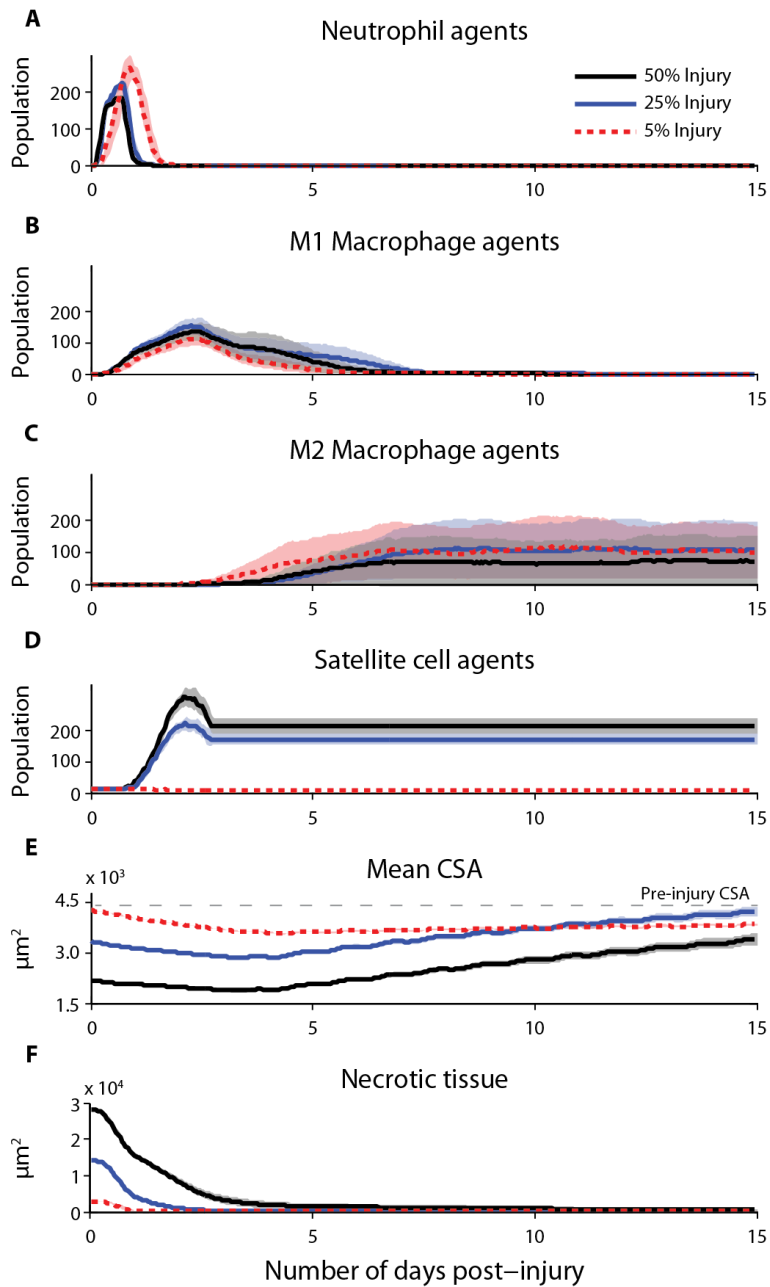 A
Neutrophil agents
Population
200
100
0
50% Injury
25% Injury
5% Injury
0 5 10 15
B
M1 Macrophage agents
Population
200
100
0
0 5 10 15
C
M2 Macrophage agents
Population
200
100
0
0 5 10 15
D
Satellite cell agents
Population
200
100
0
0 5 10 15
E
Mean CSA
x 10³
µm²
4.5
3.0
1.5
Pre-injury CSA
0 5 10 15
F
Necrotic tissue
x 10⁴
µm²
3
2
1
0
0 5 10 15
Number of days post–injury